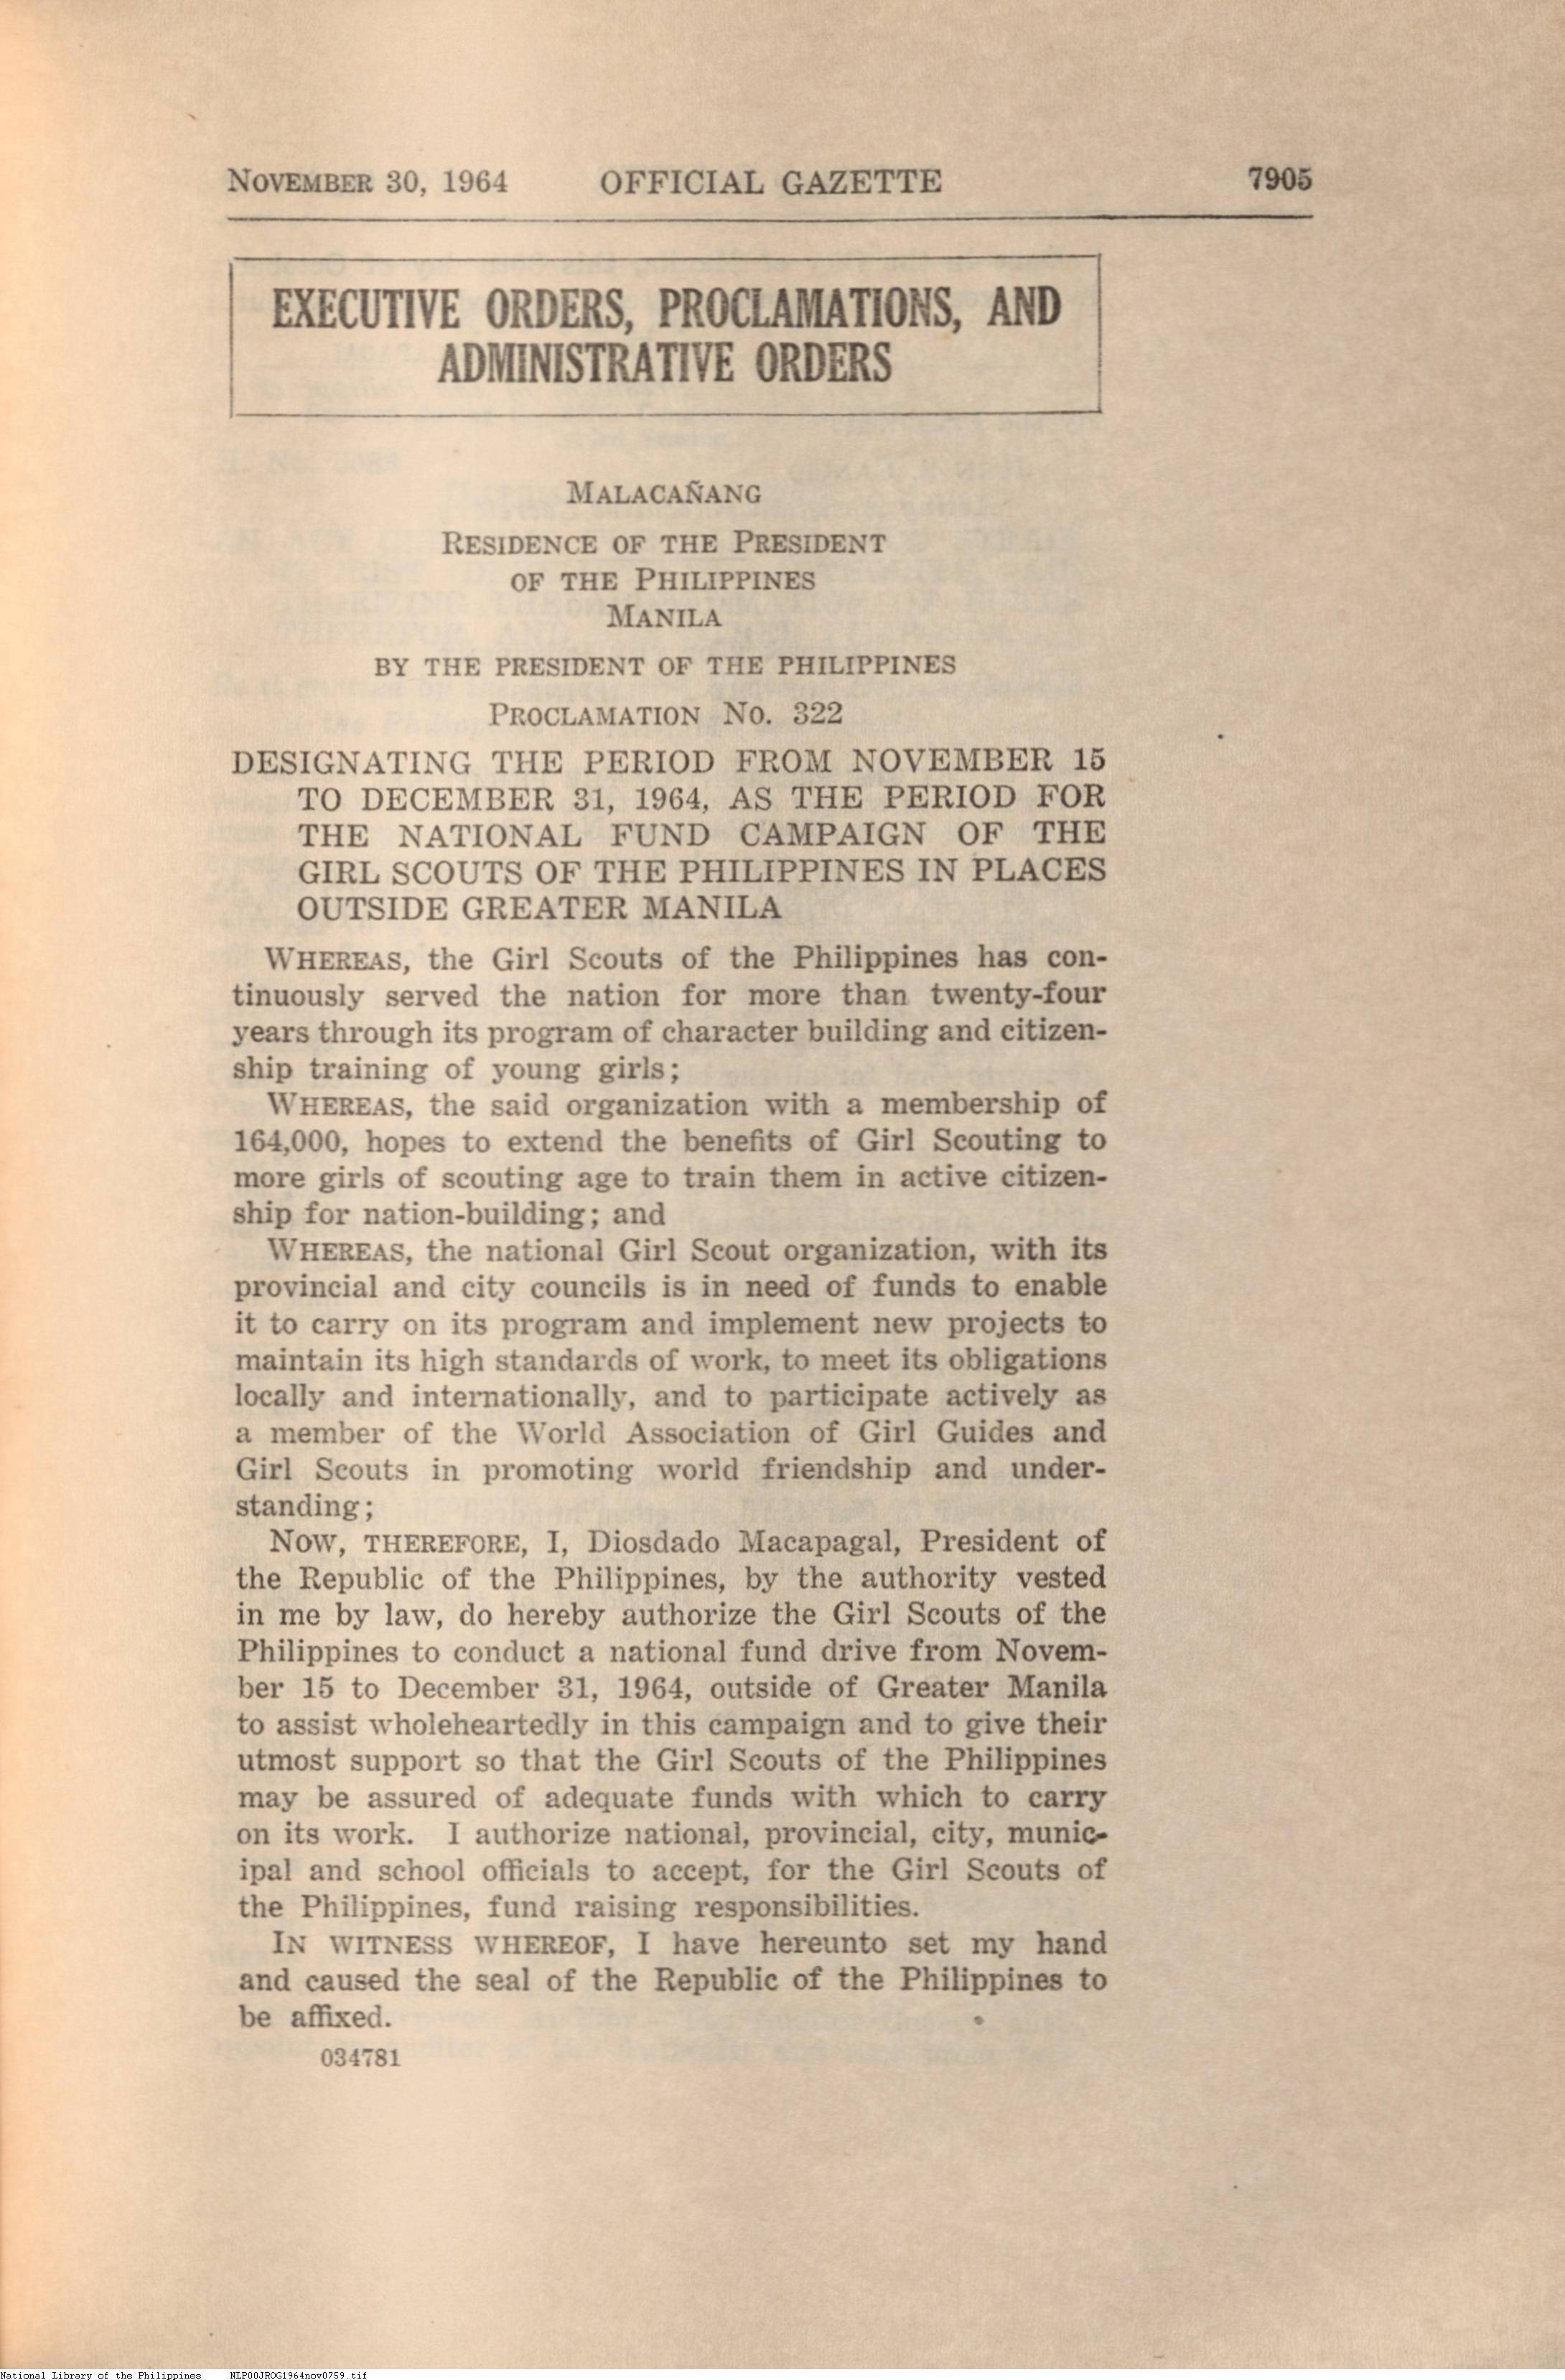 NOVEMBER 30, 1964 OFFICIAL GAZETTE 7905
EXECUTIVE ORDERS, PROCLAMATIONS, AND
ADMINISTRATIVE ORDERS
MALACAÑANG
RESIDENCE OF THE PRESIDENT
OF THE PHILIPPINES
MANILA
BY THE PRESIDENT OF THE PHILIPPINES
PROCLAMATION NO. 322
DESIGNATING THE PERIOD FROM NOVEMBER 15
TO DECEMBER 31, 1964, AS THE PERIOD FOR
THE NATIONAL FUND CAMPAIGN OF THE
GIRL SCOUTS OF THE PHILIPPINES IN PLACES
OUTSIDE GREATER MANILA
WHEREAS, the Girl Scouts of the Philippines has con-
tinuously served the nation for more than twenty-four
years through its program of character building and citizen-
ship training of young girls;
WHEREAS, the said organization with a membership of
164,000, hopes to extend the benefits of Girl Scouting to
more girls of scouting age to train them in active citizen-
ship for nation-building; and
WHEREAS, the national Girl Scout organization, with its
provincial and city councils is in need of funds to enable
it to carry on its program and implement new projects to
maintain its high standards of work, to meet its obligations
locally and internationally, and to participate actively as
a member of the World Association of Girl Guides and
Girl Scouts in promoting world friendship and under-
standing;
NOW, THEREFORE, I, Diosdado Macapagal, President of
the Republic of the Philippines, by the authority vested
in me by law, do hereby authorize the Girl Scouts of the
Philippines to conduct a national fund drive from Novem-
ber 15 to December 31, 1964, outside of Greater Manila
to assist wholeheartedly in this campaign and to give their
utmost support so that the Girl Scouts of the Philippines
may be assured of adequate funds with which to carry
on its work. I authorize national, provincial, city, munic-
ipal and school officials to accept, for the Girl Scouts of
the Philippines, fund raising responsibilities.
IN WITNESS WHEREOF, I have hereunto set my hand
and caused the seal of the Republic of the Philippines to
be affixed.
034781
National Library of the Philippines NLP00JROG1964nov0759.tif